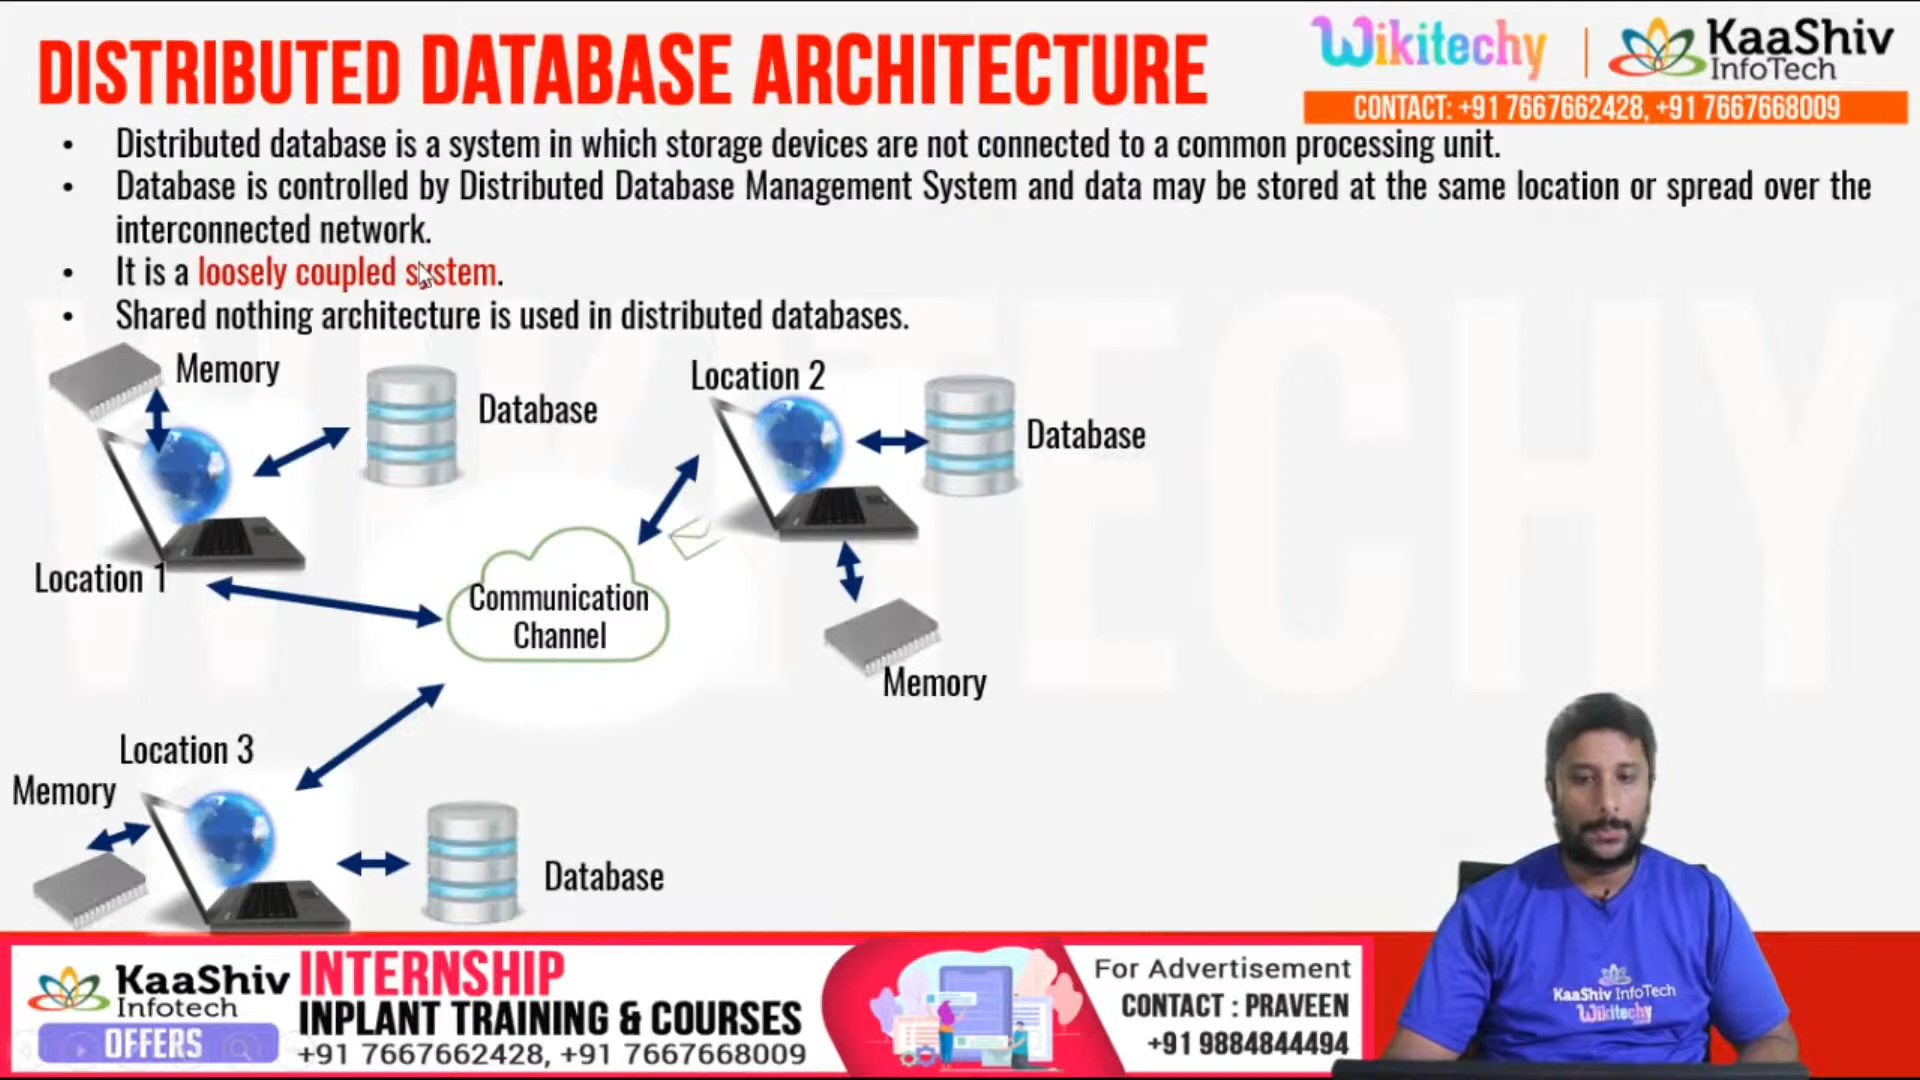 DISTRIBUTED DATABASE ARCHITECTURE
Wikitechy
KaaShiv
InfoTech
CONTACT: +91 7667662428, +91 7667668009
• Distributed database is a system in which storage devices are not connected to a common processing unit.
• Database is controlled by Distributed Database Management System and data may be stored at the same location or spread over the
interconnected network.
• It is a loosely coupled system.
• Shared nothing architecture is used in distributed databases.
WIKITECHY
Memory
Database
Location 1
Location 2
Database
Memory
Communication
Channel
Location 3
Memory
Database
KaaShiv
Infotech
OFFERS
INTERNSHIP
INPLANT TRAINING & COURSES
+91 7667662428, +91 7667668009
For Advertisement
CONTACT : PRAVEEN
+91 9884844494
KaaShiv InfoTech
Wikitechy